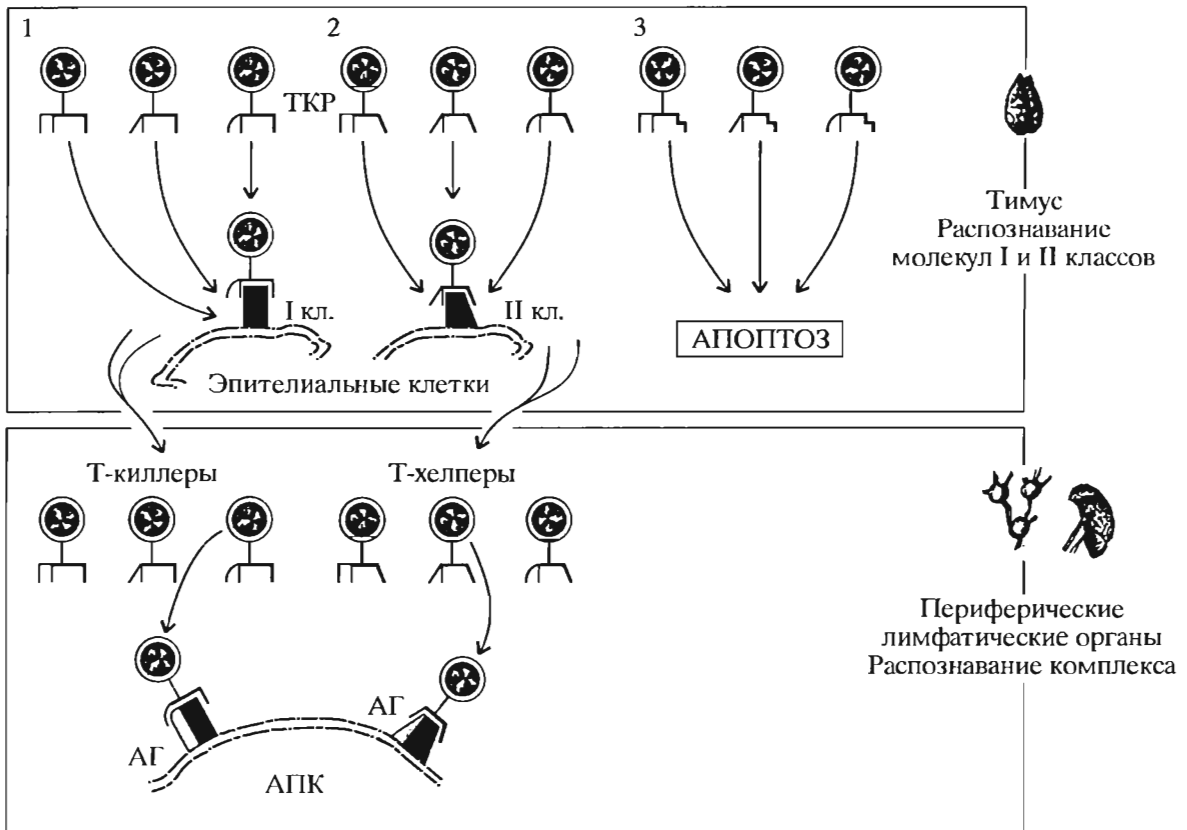 1
2
3
ТКР
Тимус
Распознавание
молекул I и II классов
I кл.
II кл.
АПОПТОЗ
Эпителиальные клетки
Т-киллеры
Т-хелперы
Периферические
лимфатические органы
Распознавание комплекса
АГ
АГ
АПК